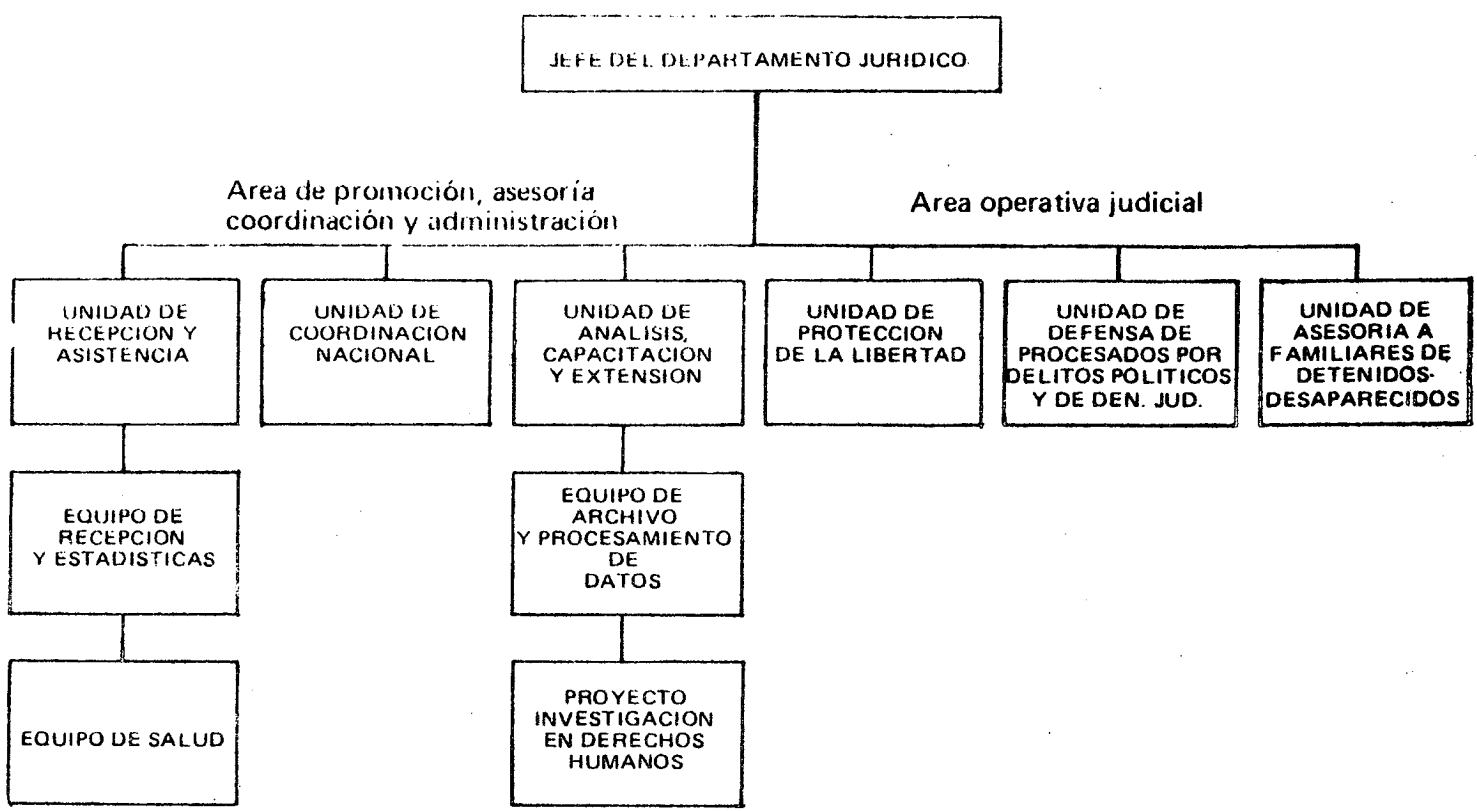 JEFE DEL DEPARTAMENTO JURIDICO
Area de promoción, asesoría
coordinación y administración
Area operativa judicial
UNIDAD DE
RECEPCION Y
ASISTENCIA
UNIDAD DE
COORDINACION
NACIONAL
UNIDAD DE
ANALISIS,
CAPACITACION
Y EXTENSION
UNIDAD DE
PROTECCION
DE LA LIBERTAD
UNIDAD DE
DEFENSA DE
PROCESADOS POR
DELITOS POLITICOS
Y DE DEN. JUD.
UNIDAD DE
ASESORIA A
FAMILIARES DE
DETENIDOS-
DESAPARECIDOS
EQUIPO DE
RECEPCION
Y ESTADISTICAS
EQUIPO DE
ARCHIVO
Y PROCESAMIENTO
DE
DATOS
EQUIPO DE SALUD
PROYECTO
INVESTIGACION
EN DERECHOS
HUMANOS